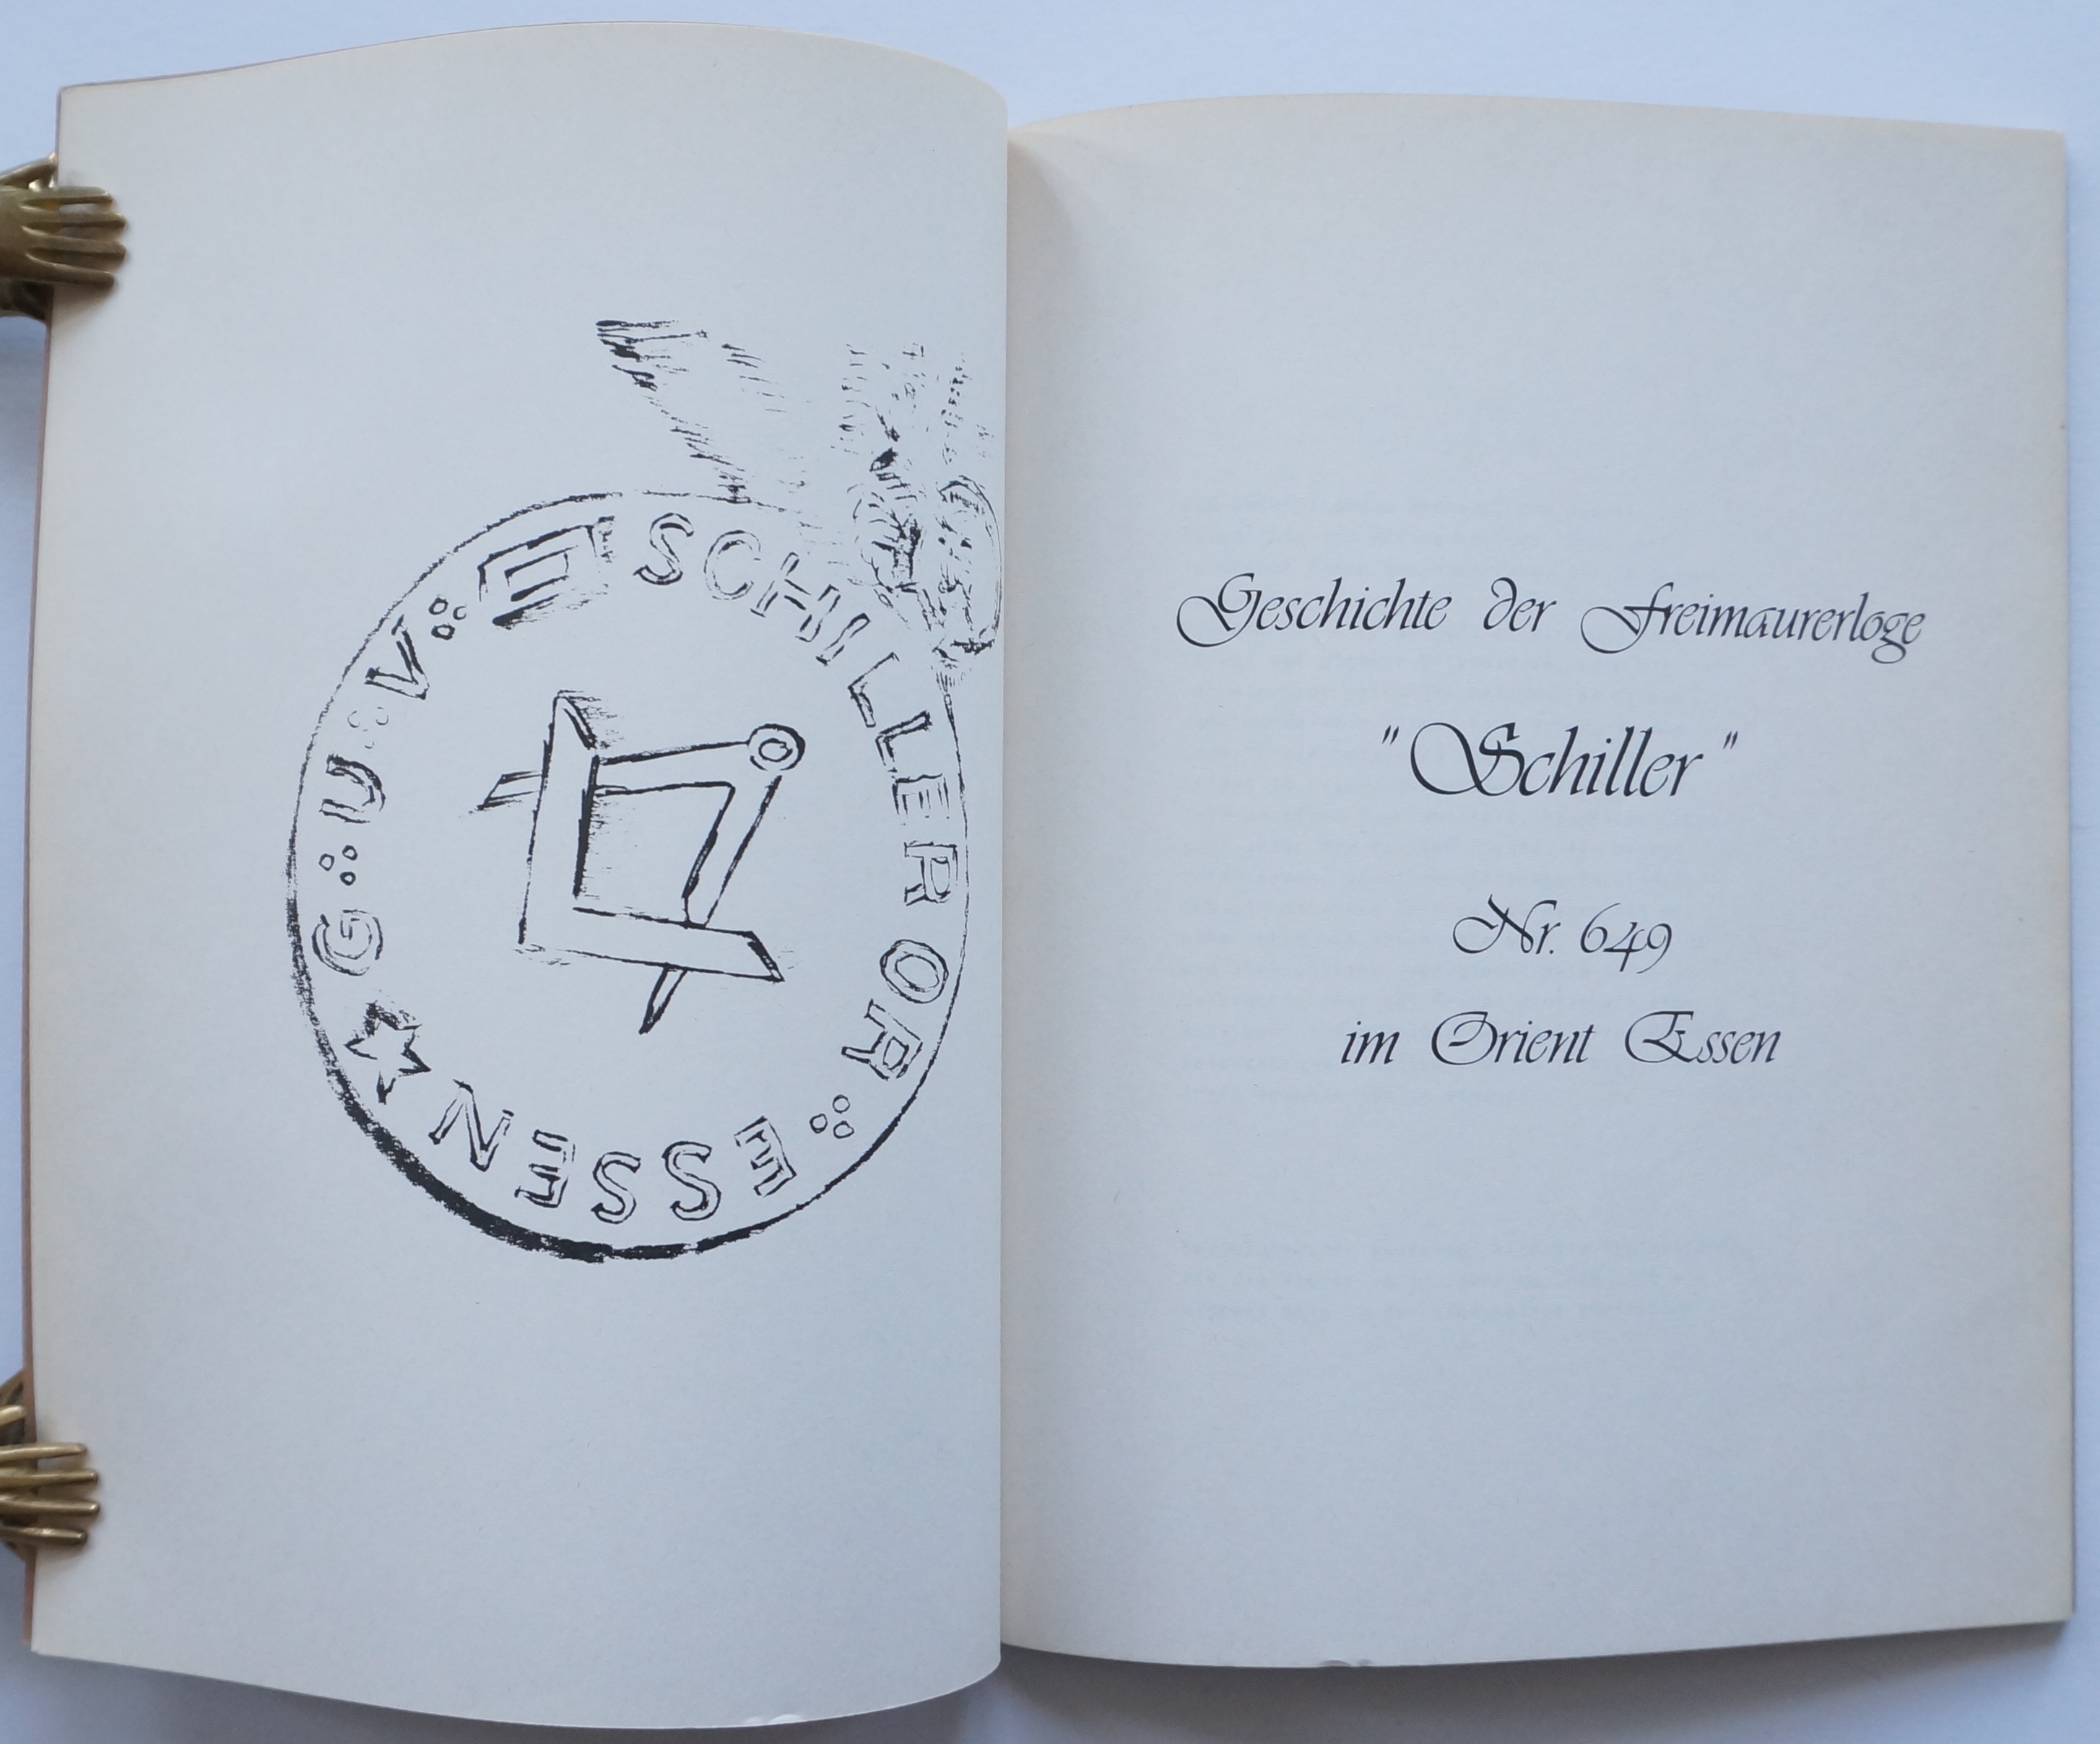 G∴ U∴ V∴ E SCHILLER OR∴ ESSEN
Geschichte der Freimaurerloge
"Schiller"
Nr. 649
im Orient Essen